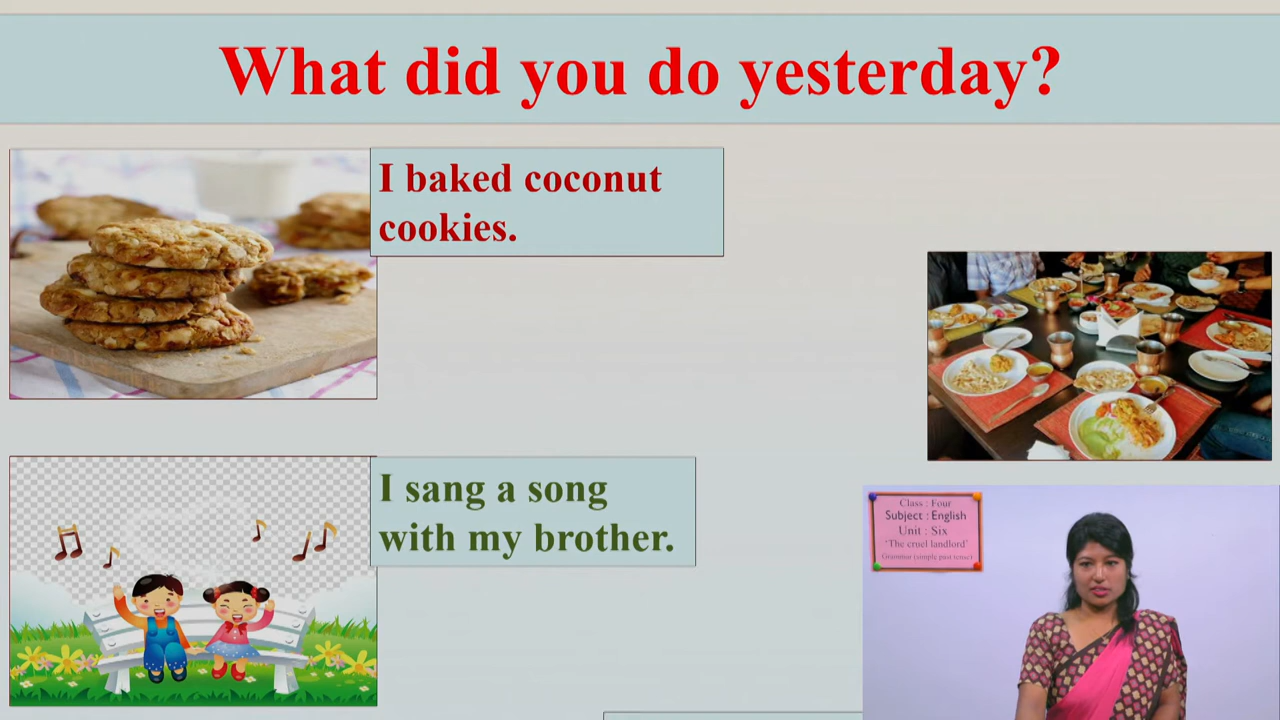 What did you do yesterday?
I baked coconut
cookies.
I sang a song
with my brother.
Class : Four
Subject : English
Unit : Six
'The cruel landlord'
Grammar (simple past tense)